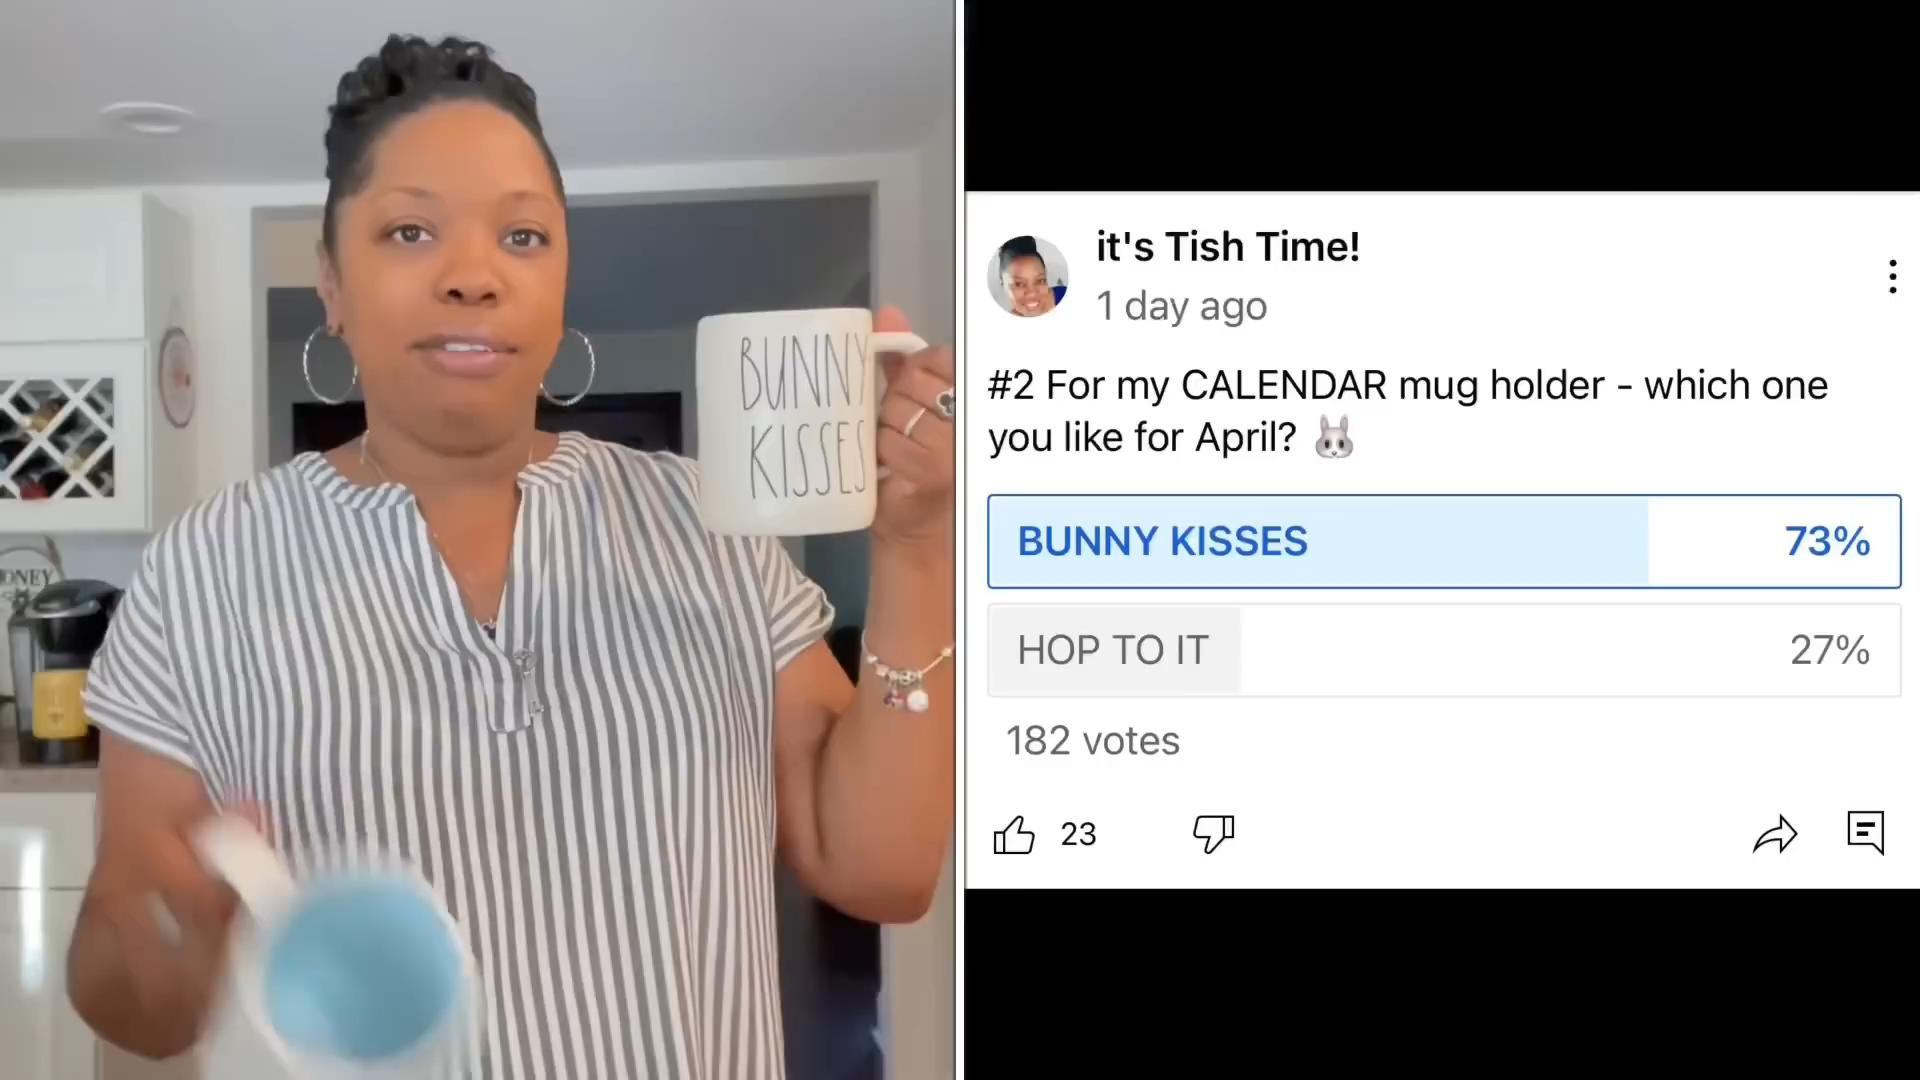 BUNNY
KISSES
ONEY
it's Tish Time!
1 day ago
#2 For my CALENDAR mug holder - which one
you like for April? 🐰
BUNNY KISSES 73%
HOP TO IT 27%
182 votes
23